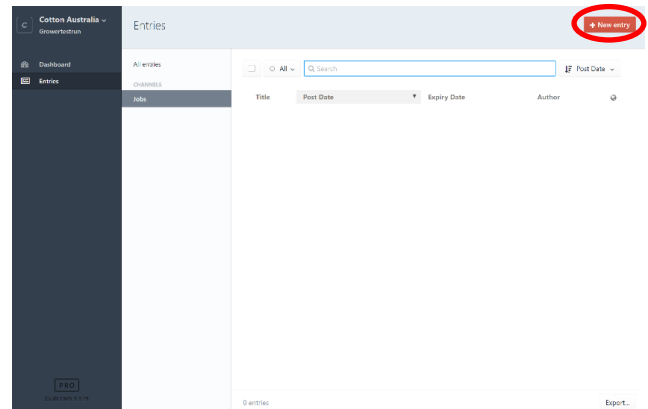 C
Cotton Australia
Growertestrun
Entries
+ New entry
Dashboard
Entries
All entries
CHANNELS
Jobs
All
Search
Post Date
Title
Post Date
Expiry Date
Author
PRO
0 entries
Export...